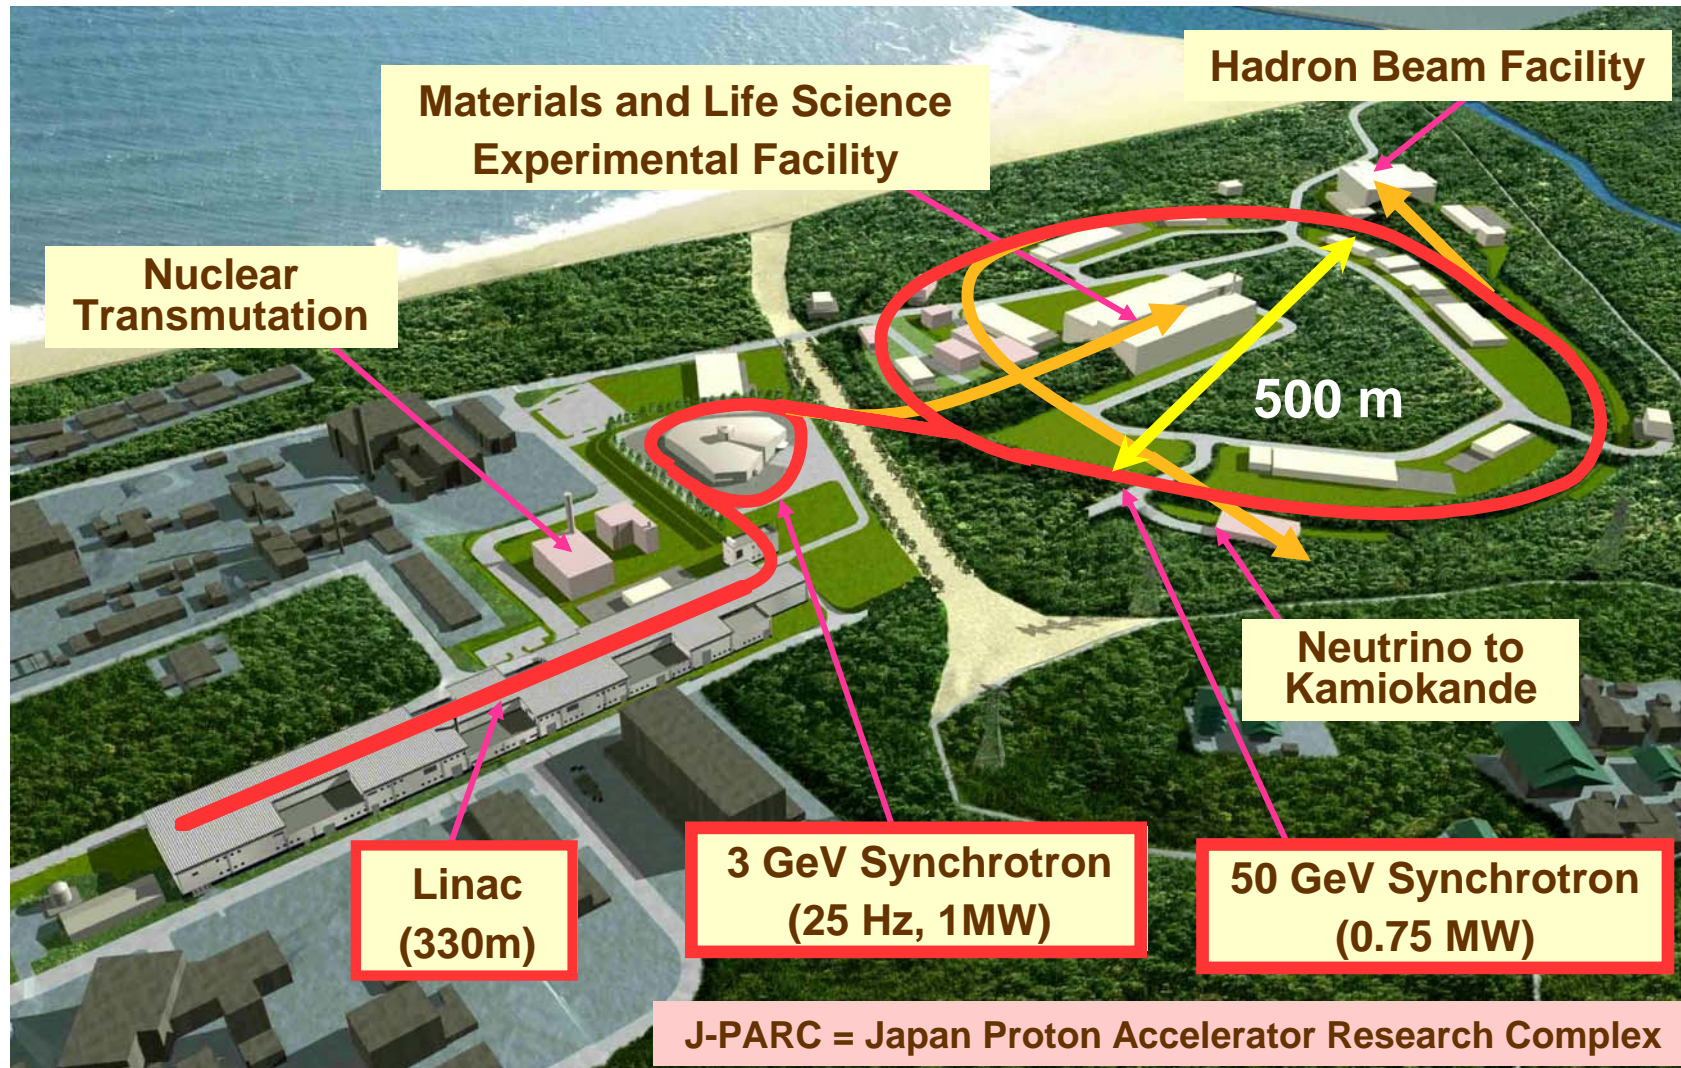 Hadron Beam Facility
Materials and Life Science
Experimental Facility
Nuclear
Transmutation
500 m
Neutrino to
Kamiokande
Linac
(330m)
3 GeV Synchrotron
(25 Hz, 1MW)
50 GeV Synchrotron
(0.75 MW)
J-PARC = Japan Proton Accelerator Research Complex